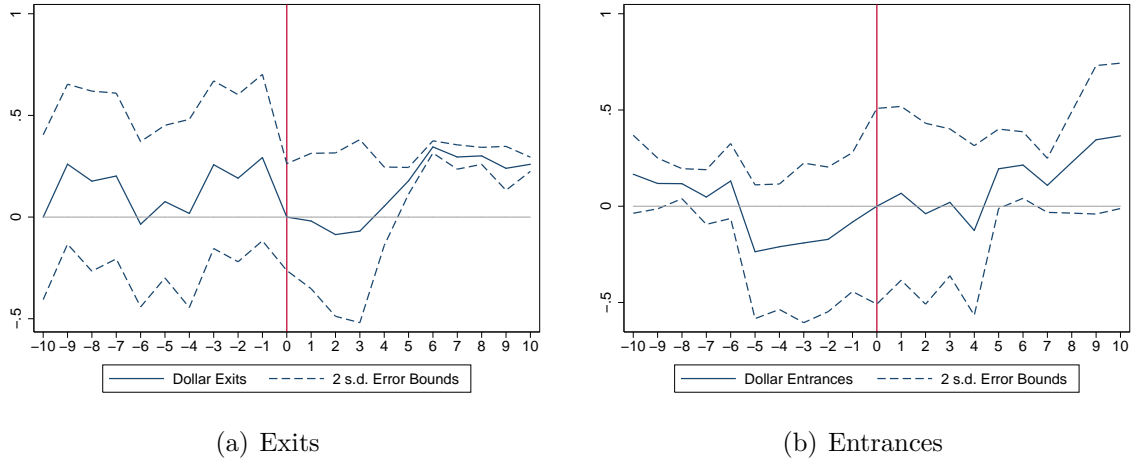 1
.5
0
-.5
−10 −9 −8 −7 −6 −5 −4 −3 −2 −1 0 1 2 3 4 5 6 7 8 9 10
Dollar Exits 2 s.d. Error Bounds
(a) Exits
1
.5
0
-.5
−10 −9 −8 −7 −6 −5 −4 −3 −2 −1 0 1 2 3 4 5 6 7 8 9 10
Dollar Entrances 2 s.d. Error Bounds
(b) Entrances